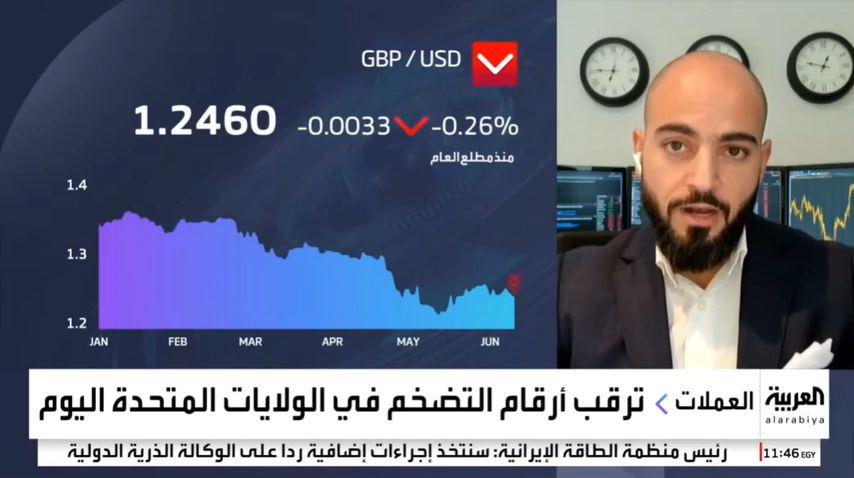 GBP / USD
1.2460 -0.0033 -0.26%
منذ مطلع العام
1.4
1.3
1.2
JAN FEB MAR APR MAY JUN
العربية
alarabiya
العملات > ترقب أرقام التضخم في الولايات المتحدة اليوم
11:46 EGY
رئيس منظمة الطاقة الإيرانية: سنتخذ إجراءات إضافية ردا على الوكالة الذرية الدولية